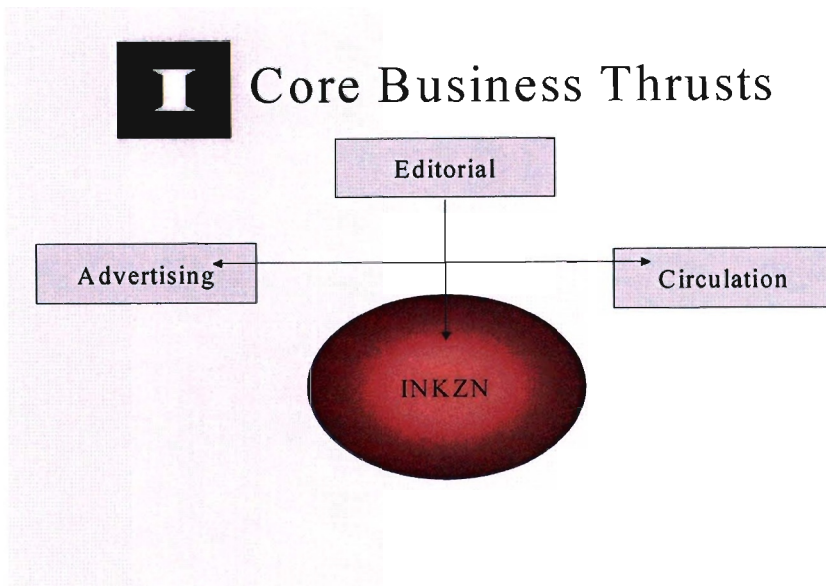 I
Core Business Thrusts
Editorial
Advertising
Circulation
INKZN